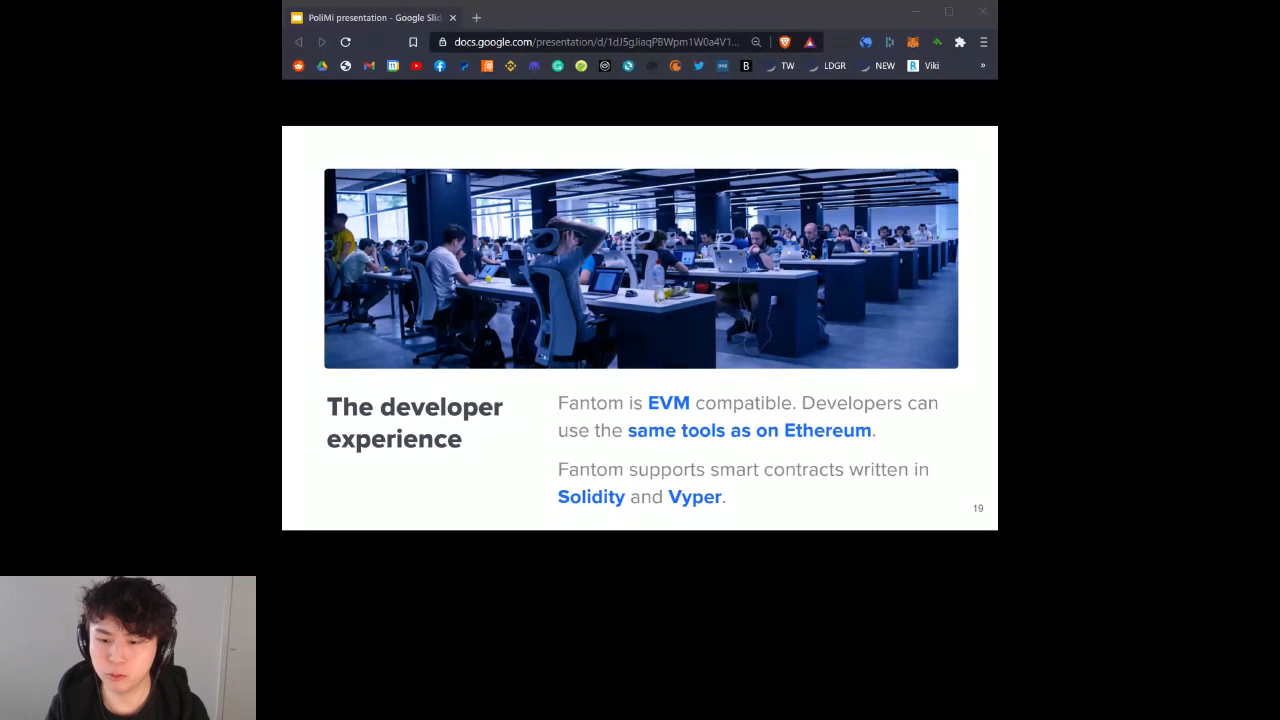 PoliMi presentation - Google Slid
docs.google.com/presentation/d/1dJ5gJiaqPBWpm1W0a4V1...
TW
LDGR
NEW
Viki
»
The developer
experience
Fantom is EVM compatible. Developers can
use the same tools as on Ethereum.
Fantom supports smart contracts written in
Solidity and Vyper.
19